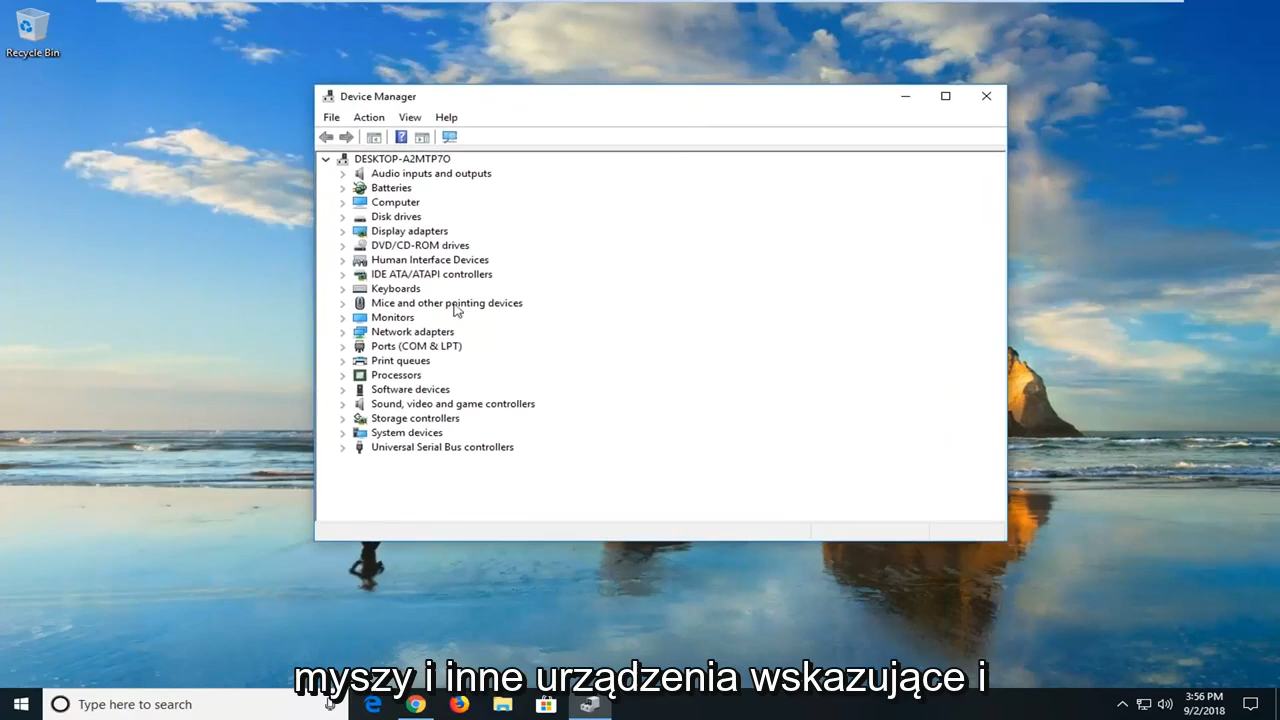 Recycle Bin
Device Manager
File Action View Help
DESKTOP-A2MTP7O
Audio inputs and outputs
Batteries
Computer
Disk drives
Display adapters
DVD/CD-ROM drives
Human Interface Devices
IDE ATA/ATAPI controllers
Keyboards
Mice and other pointing devices
Monitors
Network adapters
Ports (COM & LPT)
Print queues
Processors
Software devices
Sound, video and game controllers
Storage controllers
System devices
Universal Serial Bus controllers
myszy i inne urządzenia wskazujące i
Type here to search
3:56 PM
9/2/2018